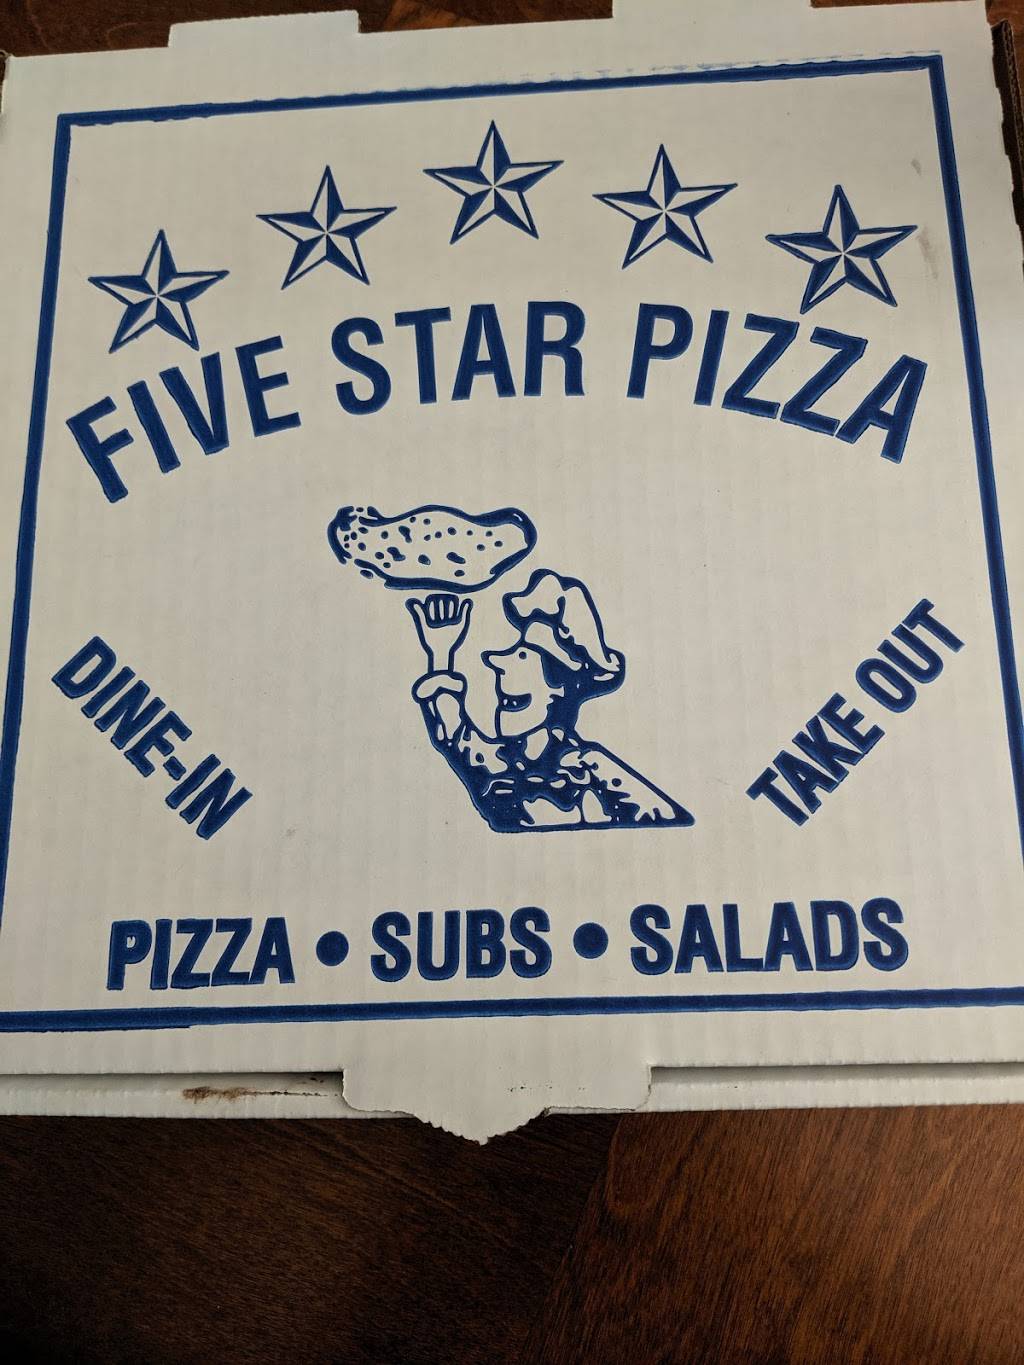 FIVE STAR PIZZA
DINE-IN
TAKE OUT
PIZZA • SUBS • SALADS